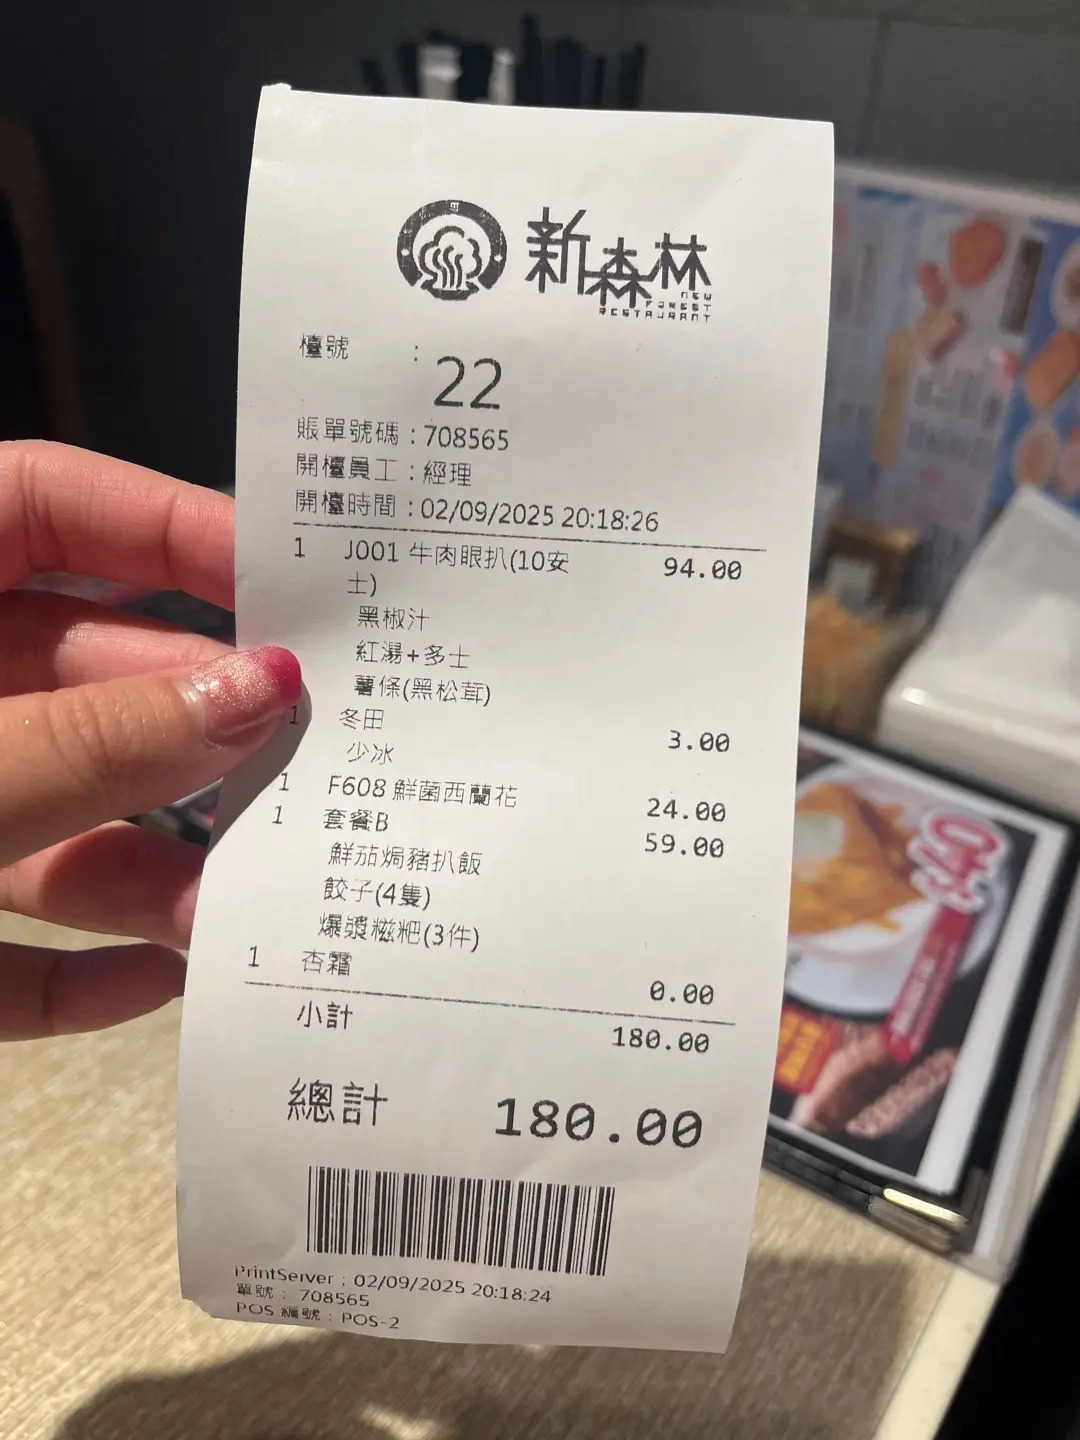 新森林
NEW
FOREST
RESTAURANT
檯號 : 22
賬單號碼 : 708565
開檯員工 : 經理
開檯時間 : 02/09/2025 20:18:26
1 J001 牛肉眼扒(10安 94.00
士)
黑椒汁
紅湯+多士
薯條(黑松茸)
1 冬田 3.00
少冰
1 F608 鮮菌西蘭花 24.00
1 套餐B 59.00
鮮茄焗豬扒飯
餃子(4隻)
爆漿糍粑(3件)
1 杏霜 0.00
小計 180.00
總計 180.00
PrintServer : 02/09/2025 20:18:24
單號 : 708565
POS 編號 : POS-2